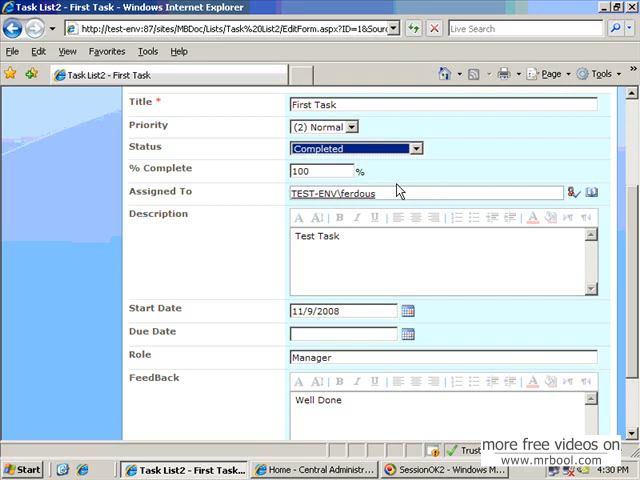 Task List2 - First Task - Windows Internet Explorer
http://test-env:87/sites/MBDoc/Lists/Task%20List2/EditForm.aspx?ID=1&Sour
Live Search
File Edit View Favorites Tools Help
Task List2 - First Task
Page Tools
Title * First Task
Priority (2) Normal
Status Completed
% Complete 100 %
Assigned To TEST-ENV\ferdous
Description
A A| B I U
Test Task
Start Date 11/9/2008
Due Date
Role Manager
FeedBack
A A| B I U
Well Done
Trust
more free videos on
www.mrbool.com
Start Task List2 - First Task... Home - Central Administr... SessionOK2 - Windows M... 4:30 PM